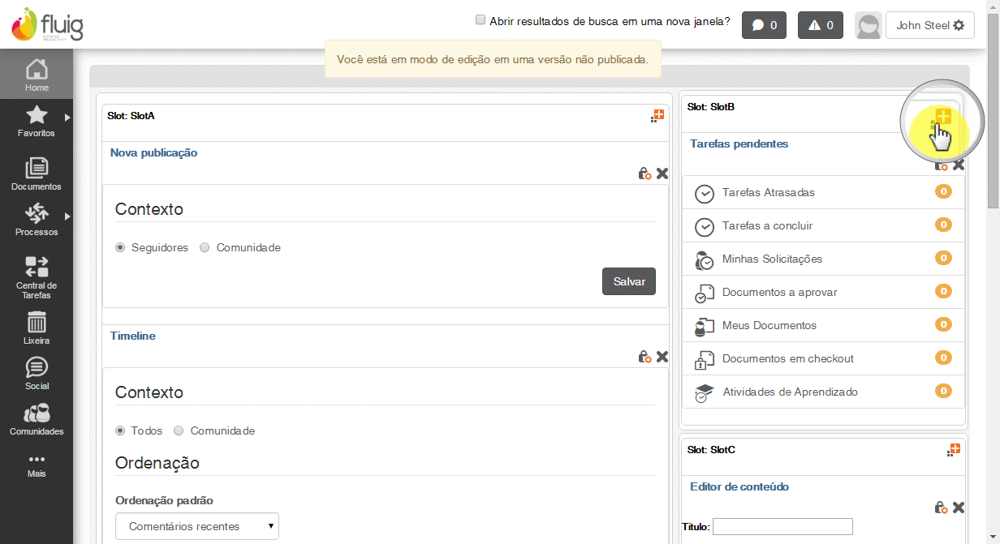 fluig
Abrir resultados de busca em uma nova janela?
0
0
John Steel
Você está em modo de edição em uma versão não publicada.
Home
Favoritos
Documentos
Processos
Central de
Tarefas
Lixeira
Social
Comunidades
Mais
Slot: SlotA
Nova publicação
Contexto
Seguidores
Comunidade
Salvar
Timeline
Contexto
Todos
Comunidade
Ordenação
Ordenação padrão
Comentários recentes
Slot: SlotB
Tarefas pendentes
Tarefas Atrasadas 0
Tarefas a concluir 0
Minhas Solicitações 0
Documentos a aprovar 0
Meus Documentos 0
Documentos em checkout 0
Atividades de Aprendizado 0
Slot: SlotC
Editor de conteúdo
Titulo: